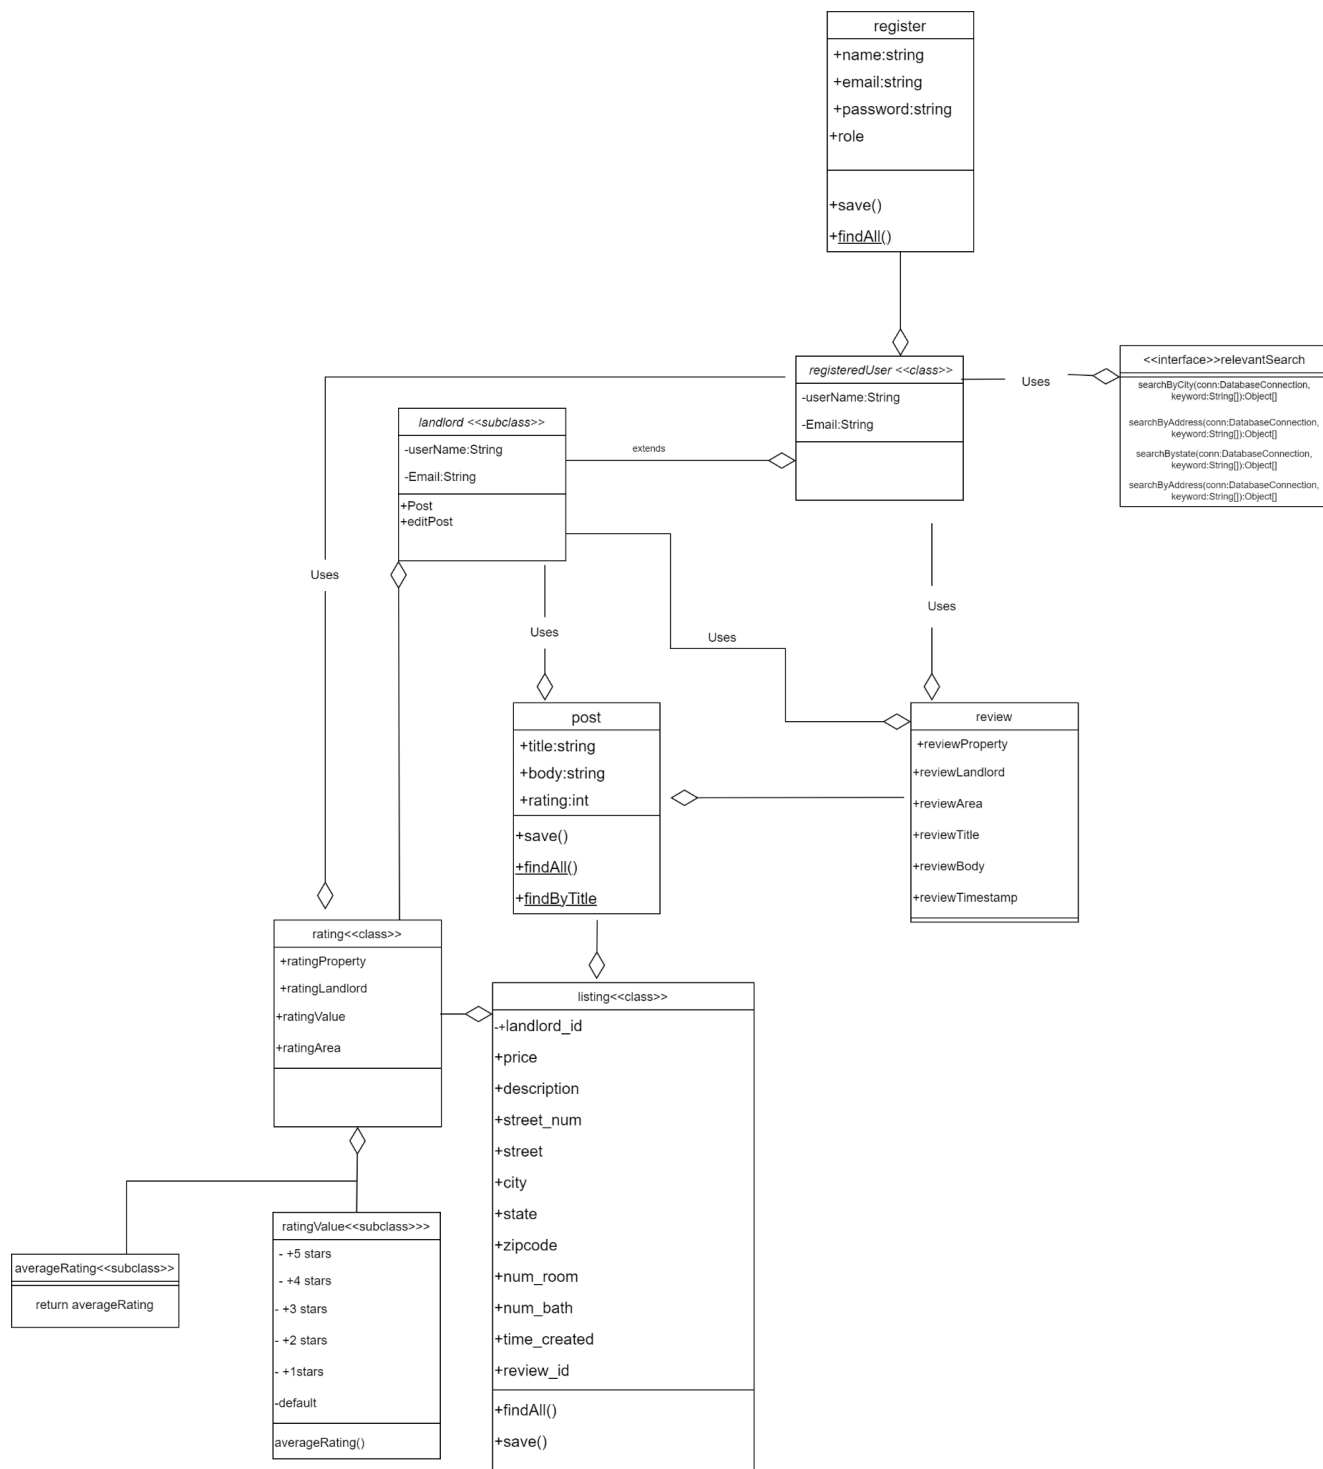 register
+name:string
+email:string
+password:string
+role
+save()
+findAll()
registeredUser <<class>>
-userName:String
-Email:String
Uses
<<interface>>relevantSearch
searchByCity(conn:DatabaseConnection,
keyword:String[]):Object[]
searchByAddress(conn:DatabaseConnection,
keyword:String[]):Object[]
searchBystate(conn:DatabaseConnection,
keyword:String[]):Object[]
searchByAddress(conn:DatabaseConnection,
keyword:String[]):Object[]
landlord <<subclass>>
-userName:String
-Email:String
+Post
+editPost
extends
Uses
Uses
Uses
Uses
post
+title:string
+body:string
+rating:int
+save()
+findAll()
+findByTitle
review
+reviewProperty
+reviewLandlord
+reviewArea
+reviewTitle
+reviewBody
+reviewTimestamp
rating<<class>>
+ratingProperty
+ratingLandlord
+ratingValue
+ratingArea
listing<<class>>
-+landlord_id
+price
+description
+street_num
+street
+city
+state
+zipcode
+num_room
+num_bath
+time_created
+review_id
+findAll()
+save()
averageRating<<subclass>>
return averageRating
ratingValue<<subclass>>>
- +5 stars
- +4 stars
- +3 stars
- +2 stars
- +1stars
-default
averageRating()